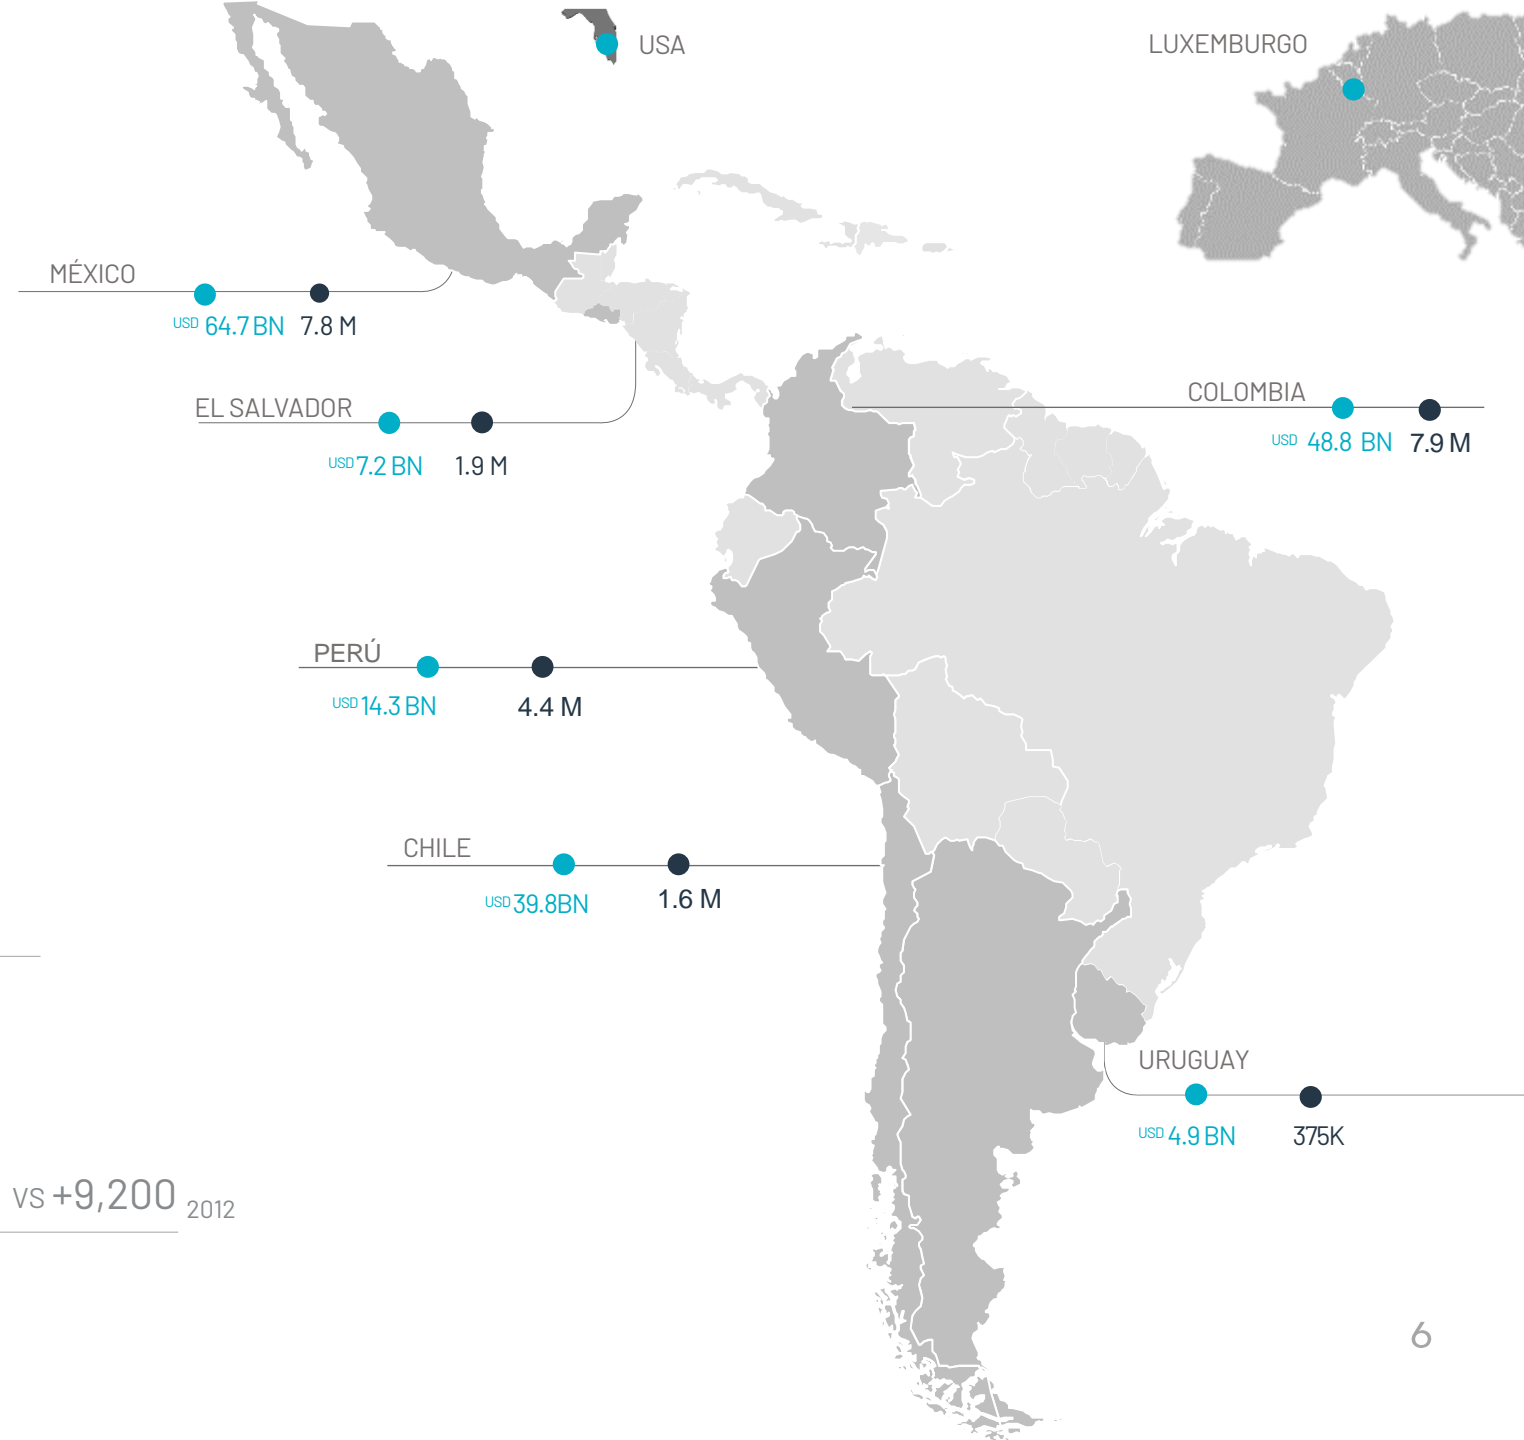 USA
LUXEMBURGO
MÉXICO
USD 64.7 BN 7.8 M
EL SALVADOR
USD 7.2 BN 1.9 M
COLOMBIA
USD 48.8 BN 7.9 M
PERÚ
USD 14.3 BN 4.4 M
CHILE
USD 39.8BN 1.6 M
URUGUAY
USD 4.9 BN 375K
VS +9,200 2012
6